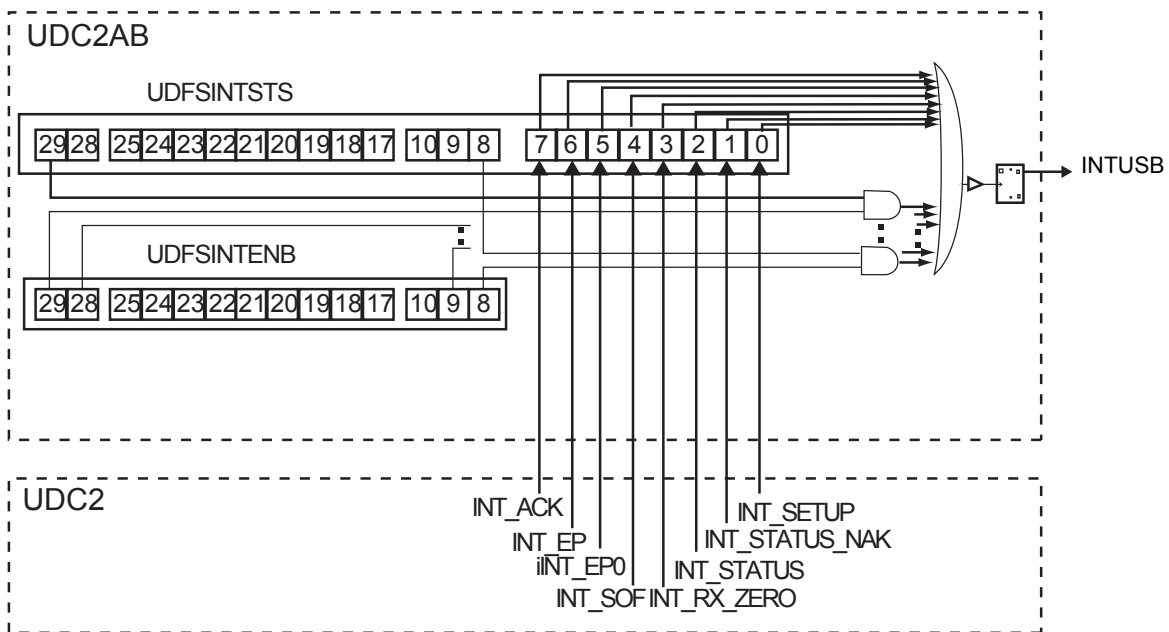 UDC2AB
UDFSINTSTS
29 28 25 24 23 22 21 20 19 18 17 10 9 8 7 6 5 4 3 2 1 0
INTUSB
UDFSINTENB
29 28 25 24 23 22 21 20 19 18 17 10 9 8
UDC2
INT_ACK
INT_SETUP
INT_EP
INT_STATUS_NAK
iINT_EP0
INT_STATUS
INT_SOF
INT_RX_ZERO